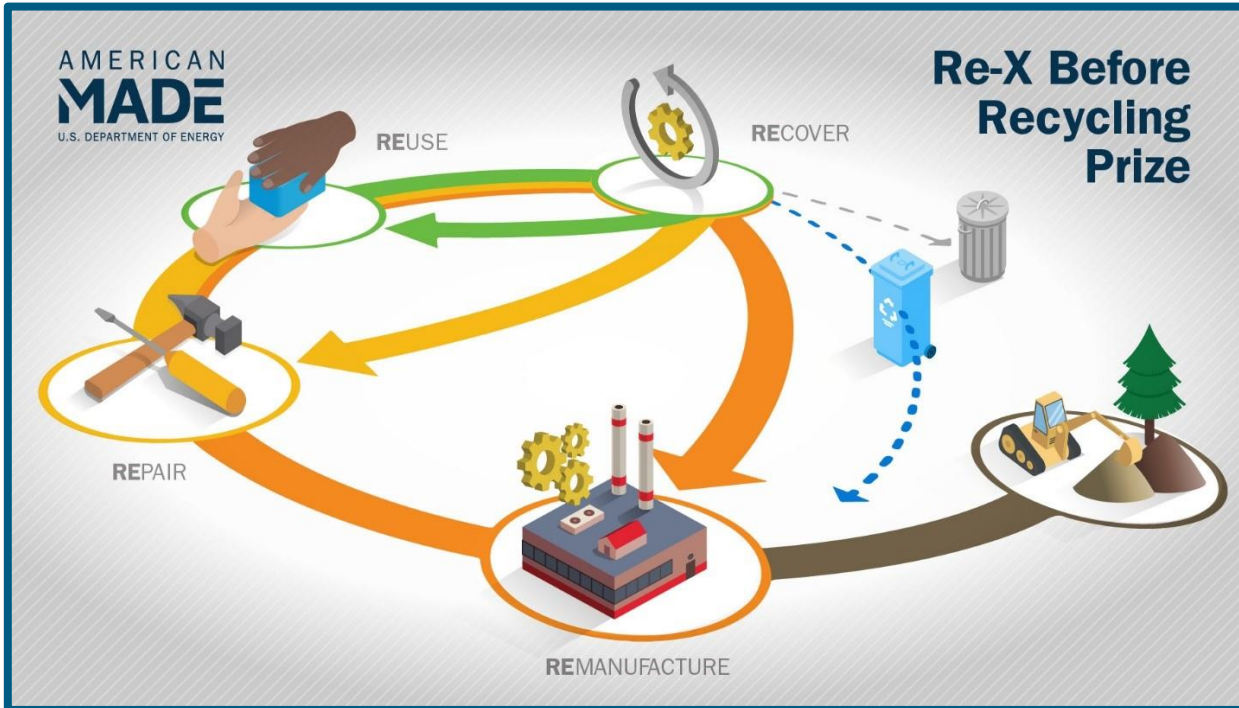 AMERICAN
MADE
U.S. DEPARTMENT OF ENERGY
Re-X Before
Recycling
Prize
REUSE
RECOVER
REPAIR
REMANUFACTURE